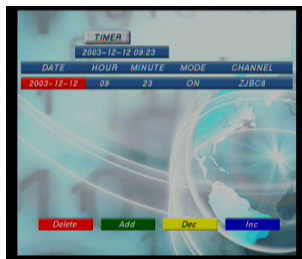 TIMER
2003-12-12 09:23
DATE HOUR MINUTE MODE CHANNEL
2003-12-12 09 23 ON ZJBC8
Delete Add Dec Inc